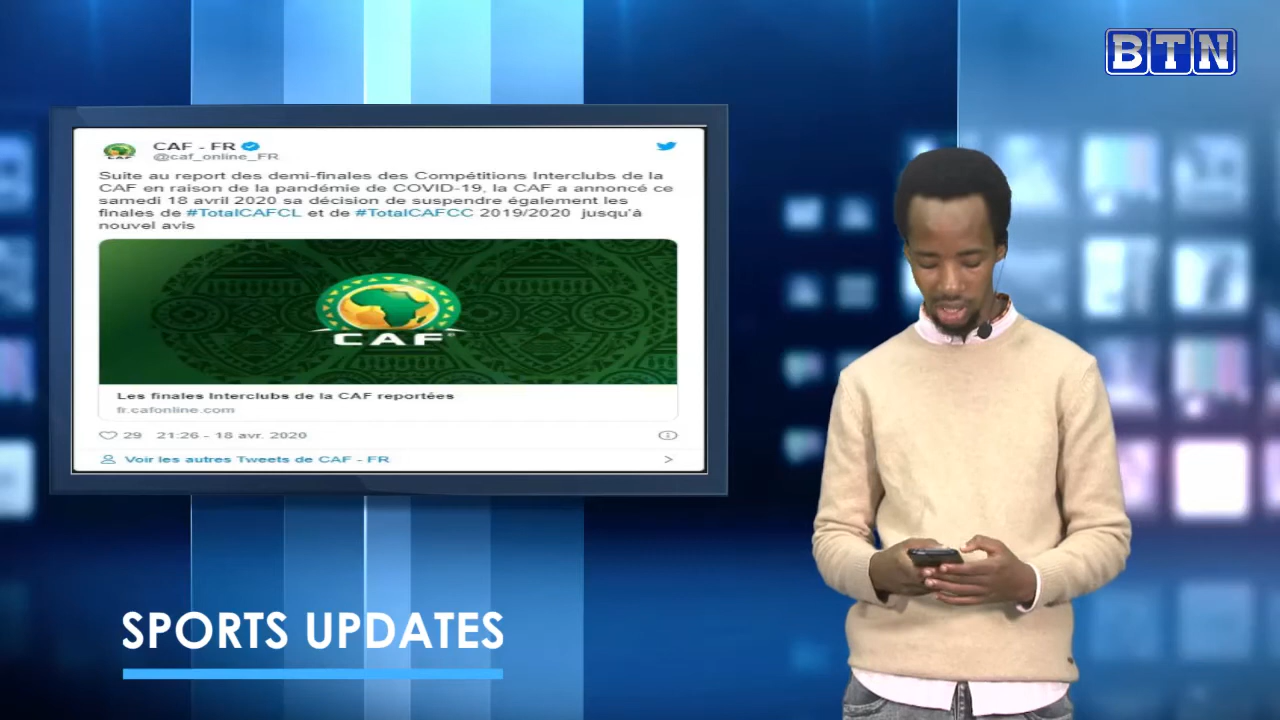 BTN
CAF - FR
@caf_online_FR
Suite au report des demi-finales des Compétitions Interclubs de la
CAF en raison de la pandémie de COVID-19, la CAF a annoncé ce
samedi 18 avril 2020 sa décision de suspendre également les
finales de #TotalCAFCL et de #TotalCAFCC 2019/2020 jusqu'à
nouvel avis
CAF
Les finales Interclubs de la CAF reportées
fr.cafonline.com
29 21:26 - 18 avr. 2020
Voir les autres Tweets de CAF - FR
SPORTS UPDATES